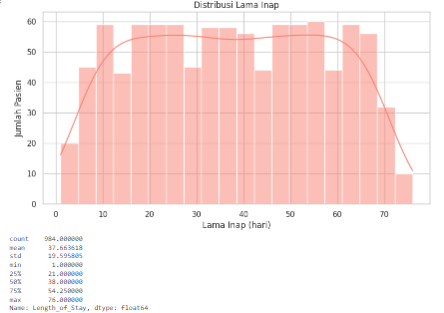 Distribusi Lama Inap
60
50
40
30
20
10
0
Jumlah Pasien
0 10 20 30 40 50 60 70
Lama Inap (hari)
count 984.000000
mean 37.663618
std 19.595805
min 1.000000
25% 21.000000
50% 38.000000
75% 54.250000
max 76.000000
Name: Length_of_Stay, dtype: float64